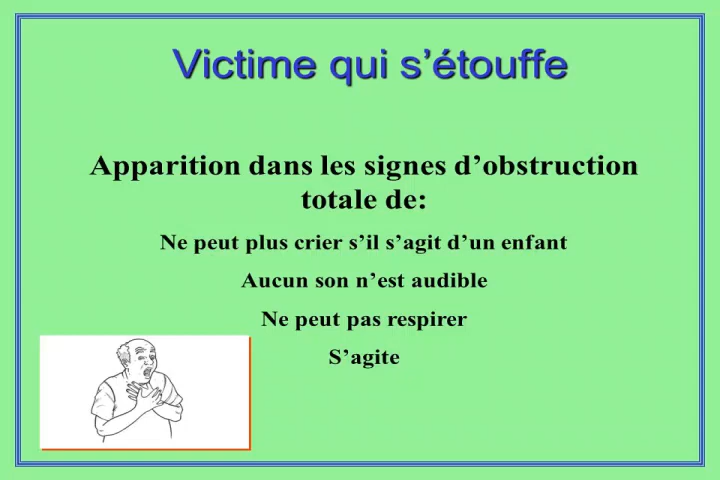 Victime qui s’étouffe
Apparition dans les signes d’obstruction
totale de:
Ne peut plus crier s’il s’agit d’un enfant
Aucun son n’est audible
Ne peut pas respirer
S’agite